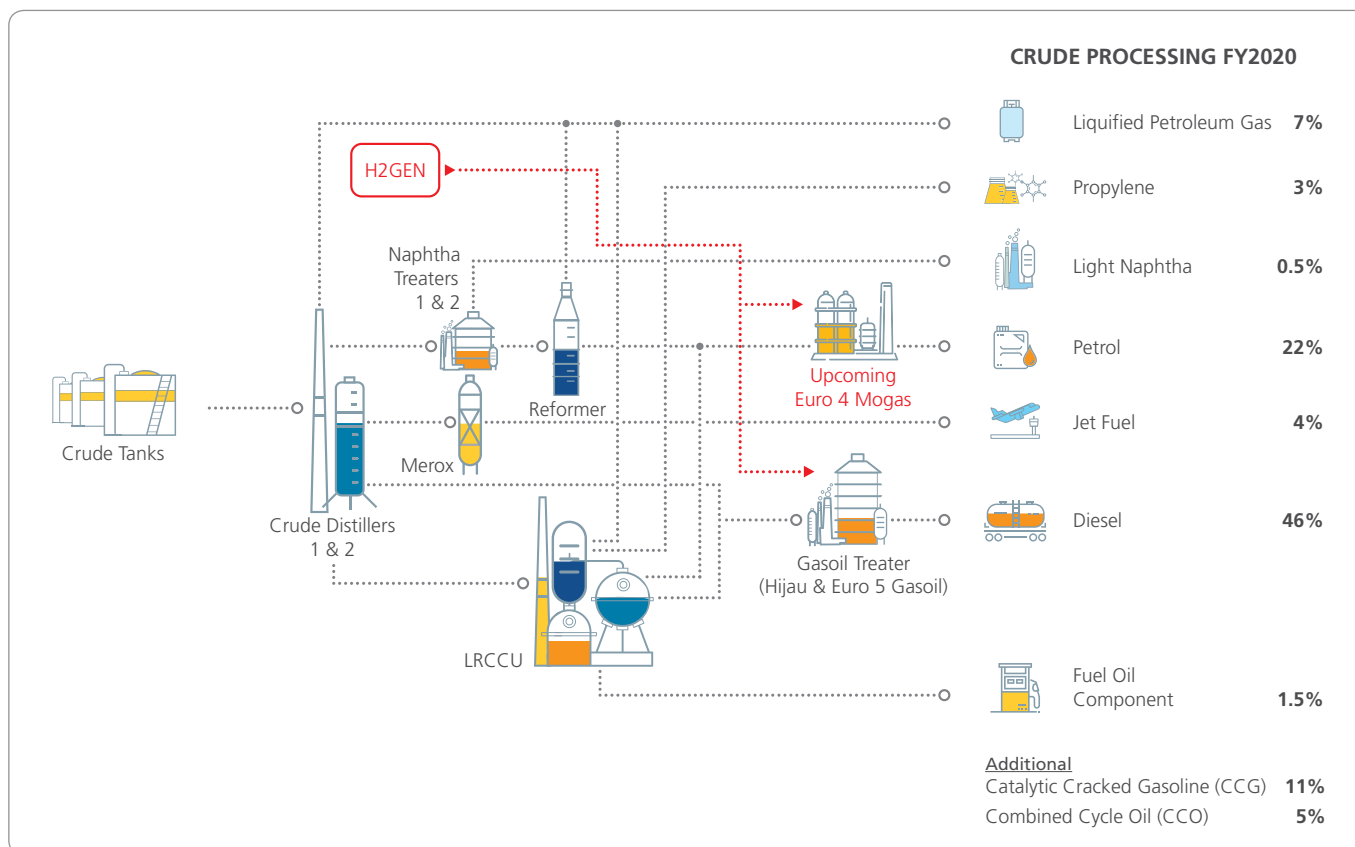 CRUDE PROCESSING FY2020
Liquified Petroleum Gas 7%
H2GEN
Propylene 3%
Naphtha
Treaters
1 & 2
Light Naphtha 0.5%
Petrol 22%
Upcoming
Euro 4 Mogas
Reformer
Jet Fuel 4%
Crude Tanks
Merox
Crude Distillers
1 & 2
Diesel 46%
Gasoil Treater
(Hijau & Euro 5 Gasoil)
LRCCU
Fuel Oil
Component 1.5%
Additional
Catalytic Cracked Gasoline (CCG) 11%
Combined Cycle Oil (CCO) 5%